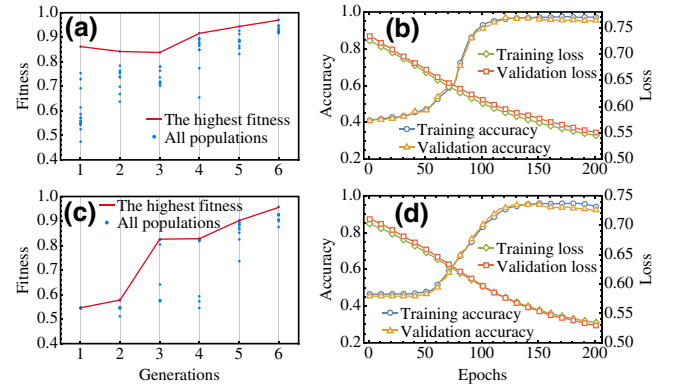 (a)
Fitness
1.0
0.9
0.8
0.7
0.6
0.5
0.4
The highest fitness
All populations
1 2 3 4 5 6
(b)
Accuracy
1.0
0.8
0.6
0.4
0.2
Training loss
Validation loss
Training accuracy
Validation accuracy
0.75
0.70
0.65
0.60
0.55
0.50
Loss
0 50 100 150 200
(c)
Fitness
1.0
0.9
0.8
0.7
0.6
0.5
0.4
The highest fitness
All populations
1 2 3 4 5 6
Generations
(d)
Accuracy
1.0
0.8
0.6
0.4
0.2
Training loss
Validation loss
Training accuracy
Validation accuracy
0.75
0.70
0.65
0.60
0.55
0.50
Loss
0 50 100 150 200
Epochs